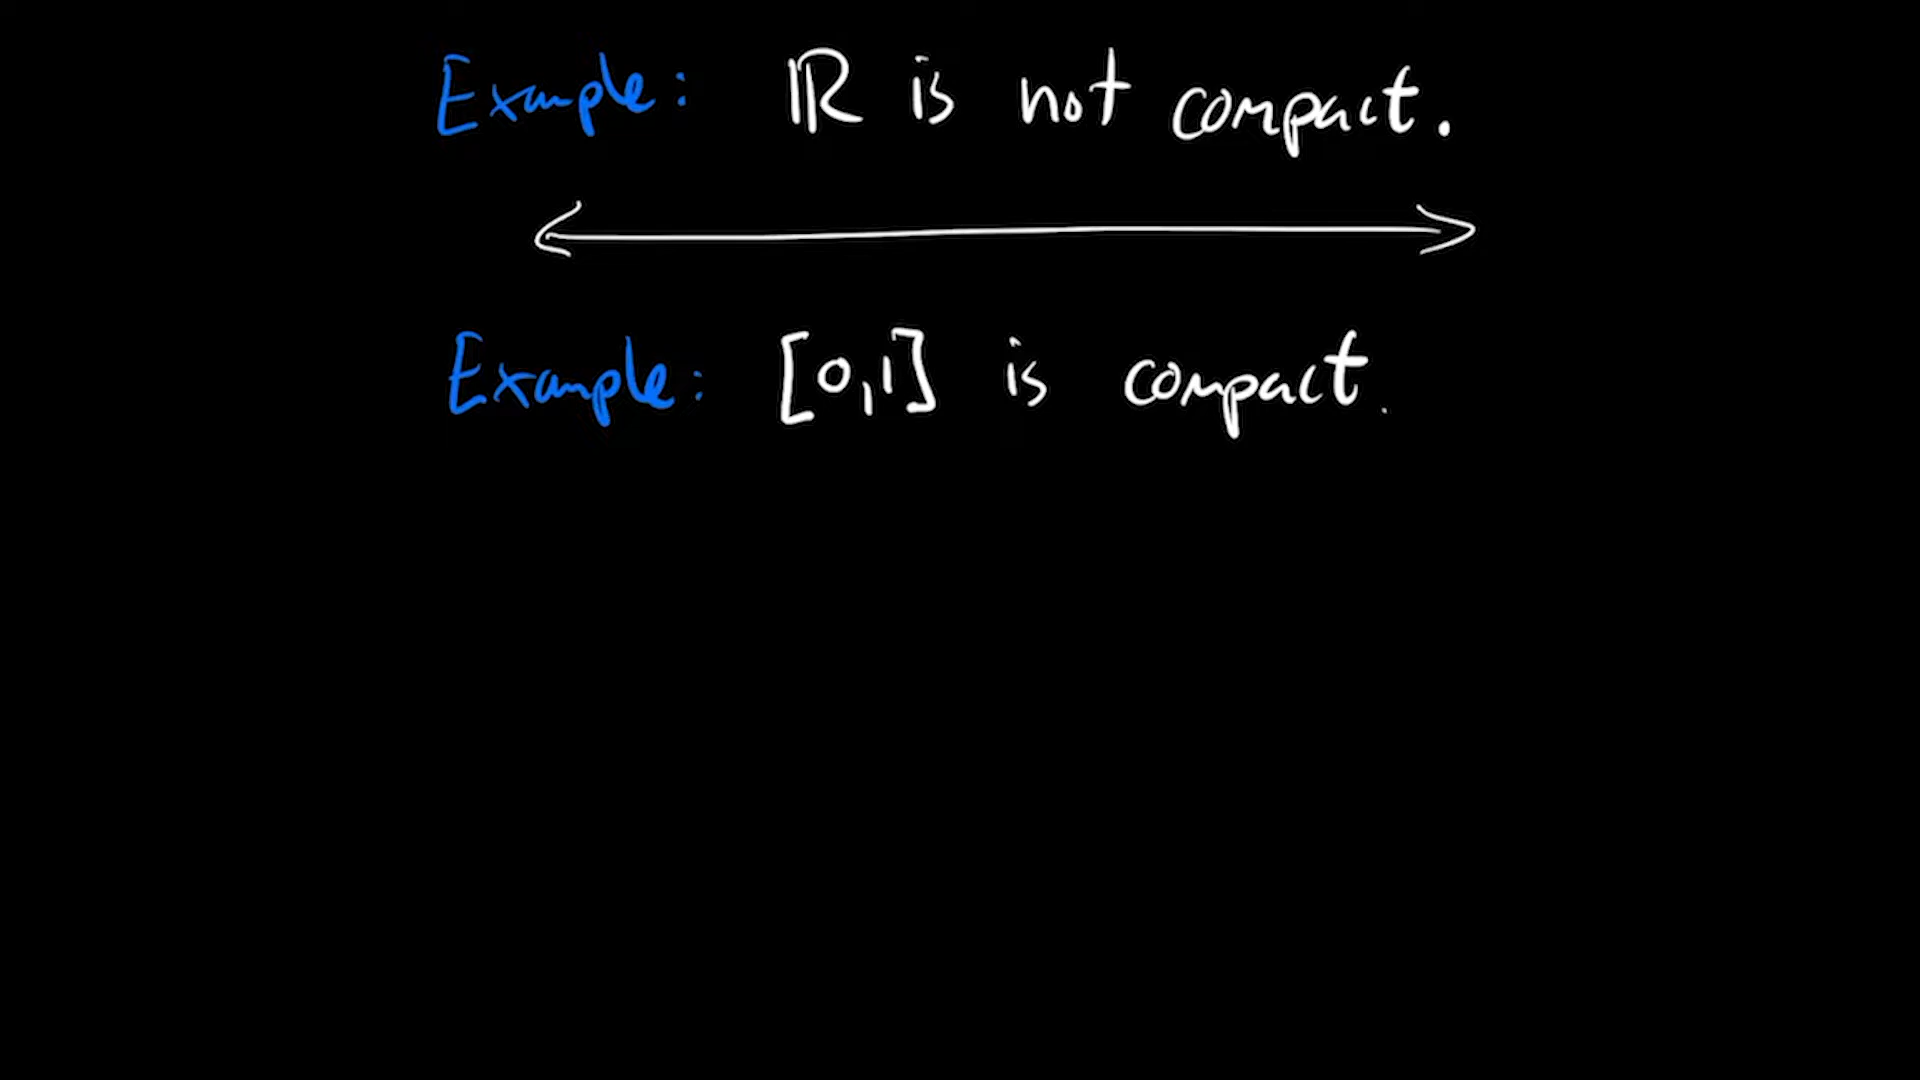 Example: ℝ is not compact.
Example: [0,1] is compact.